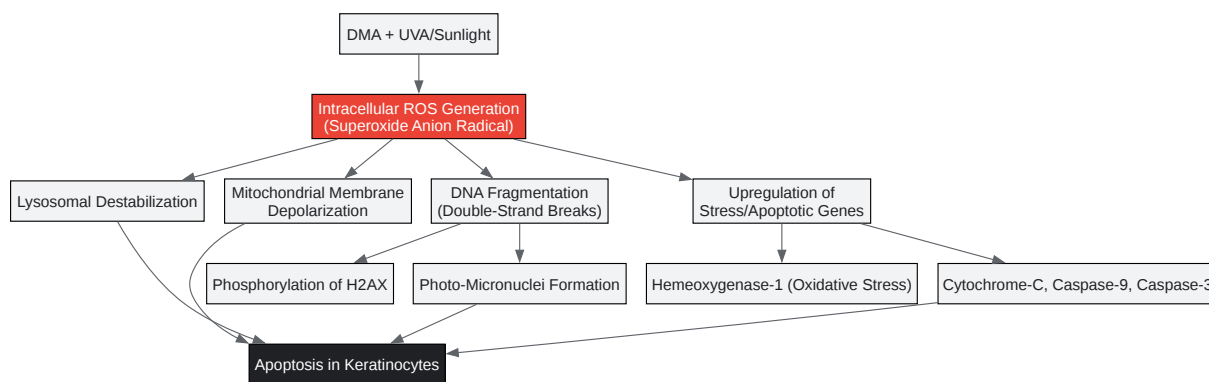 DMA + UVA/Sunlight
Intracellular ROS Generation
(Superoxide Anion Radical)
Lysosomal Destabilization
Mitochondrial Membrane
Depolarization
DNA Fragmentation
(Double-Strand Breaks)
Upregulation of
Stress/Apoptotic Genes
Phosphorylation of H2AX
Photo-Micronuclei Formation
Hemeoxygenase-1 (Oxidative Stress)
Cytochrome-C, Caspase-9, Caspase-3
Apoptosis in Keratinocytes